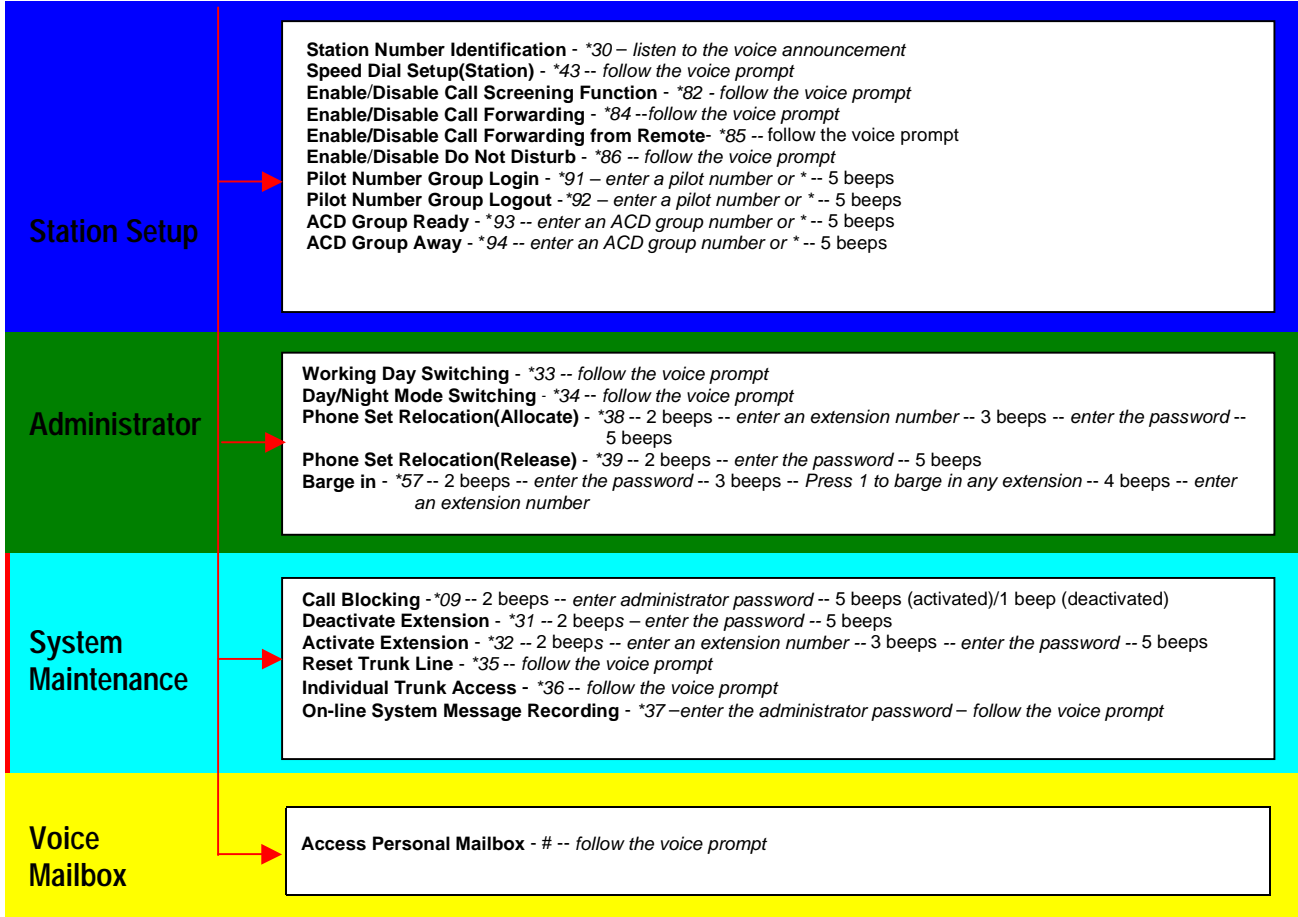 Station Setup
Station Number Identification - *30 – listen to the voice announcement
Speed Dial Setup(Station) - *43 -- follow the voice prompt
Enable/Disable Call Screening Function - *82 - follow the voice prompt
Enable/Disable Call Forwarding - *84 --follow the voice prompt
Enable/Disable Call Forwarding from Remote- *85 -- follow the voice prompt
Enable/Disable Do Not Disturb - *86 -- follow the voice prompt
Pilot Number Group Login - *91 – enter a pilot number or * -- 5 beeps
Pilot Number Group Logout -*92 – enter a pilot number or * -- 5 beeps
ACD Group Ready - *93 -- enter an ACD group number or * -- 5 beeps
ACD Group Away - *94 -- enter an ACD group number or * -- 5 beeps
Administrator
Working Day Switching - *33 -- follow the voice prompt
Day/Night Mode Switching - *34 -- follow the voice prompt
Phone Set Relocation(Allocate) - *38 -- 2 beeps -- enter an extension number -- 3 beeps -- enter the password --
5 beeps
Phone Set Relocation(Release) - *39 -- 2 beeps -- enter the password -- 5 beeps
Barge in - *57 -- 2 beeps -- enter the password -- 3 beeps -- Press 1 to barge in any extension -- 4 beeps -- enter
an extension number
System
Maintenance
Call Blocking -*09 -- 2 beeps -- enter administrator password -- 5 beeps (activated)/1 beep (deactivated)
Deactivate Extension - *31 -- 2 beeps – enter the password -- 5 beeps
Activate Extension - *32 -- 2 beeps -- enter an extension number -- 3 beeps -- enter the password -- 5 beeps
Reset Trunk Line - *35 -- follow the voice prompt
Individual Trunk Access - *36 -- follow the voice prompt
On-line System Message Recording - *37 –enter the administrator password – follow the voice prompt
Voice
Mailbox
Access Personal Mailbox - # -- follow the voice prompt